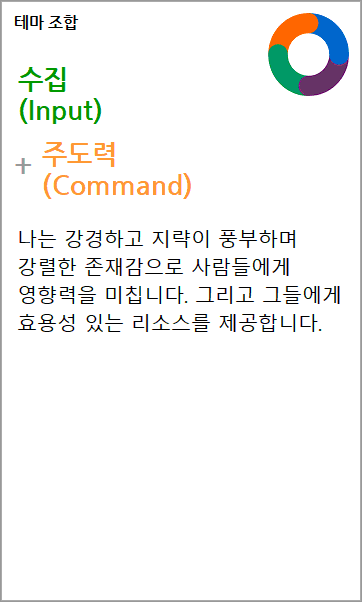 테마 조합
수집
(Input)
+ 주도력
(Command)
나는 강경하고 지략이 풍부하며
강렬한 존재감으로 사람들에게
영향력을 미칩니다. 그리고 그들에게
효용성 있는 리소스를 제공합니다.